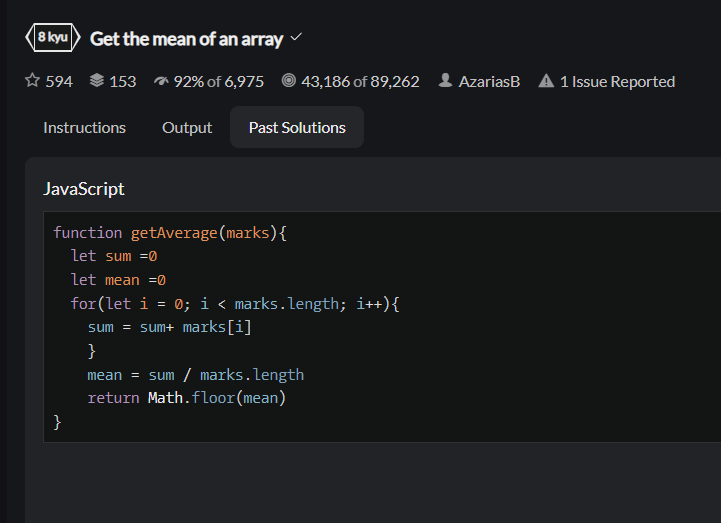 8 kyu Get the mean of an array
594 153 92% of 6,975 43,186 of 89,262 AzariasB 1 Issue Reported
Instructions Output Past Solutions
JavaScript
function getAverage(marks){
  let sum =0
  let mean =0
  for(let i = 0; i < marks.length; i++){
    sum = sum+ marks[i]
    }
    mean = sum / marks.length
    return Math.floor(mean)
}